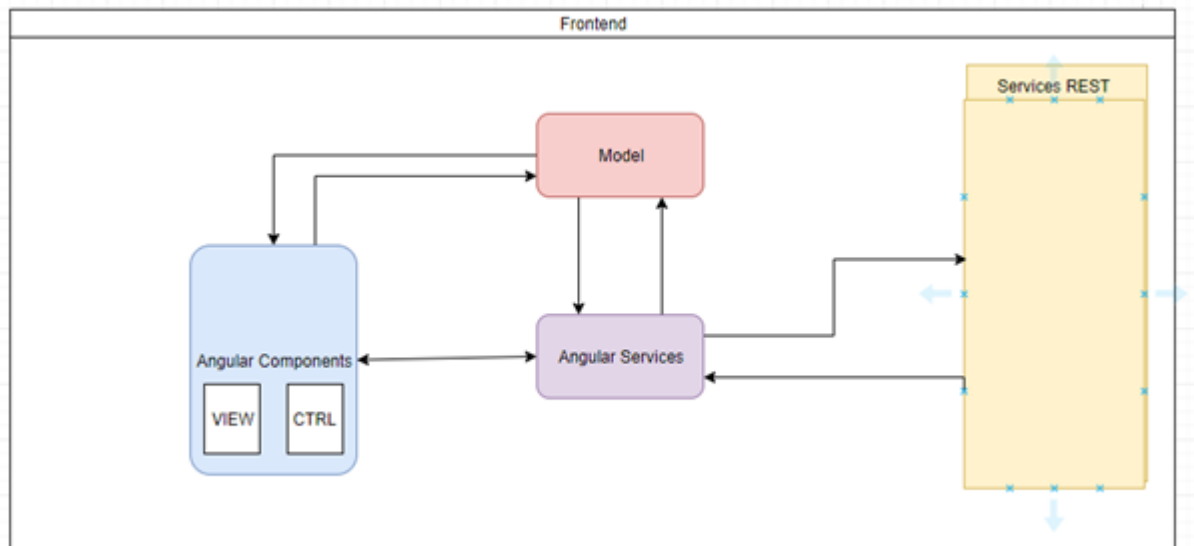 Frontend
Services REST
Model
Angular Services
Angular Components
VIEW
CTRL